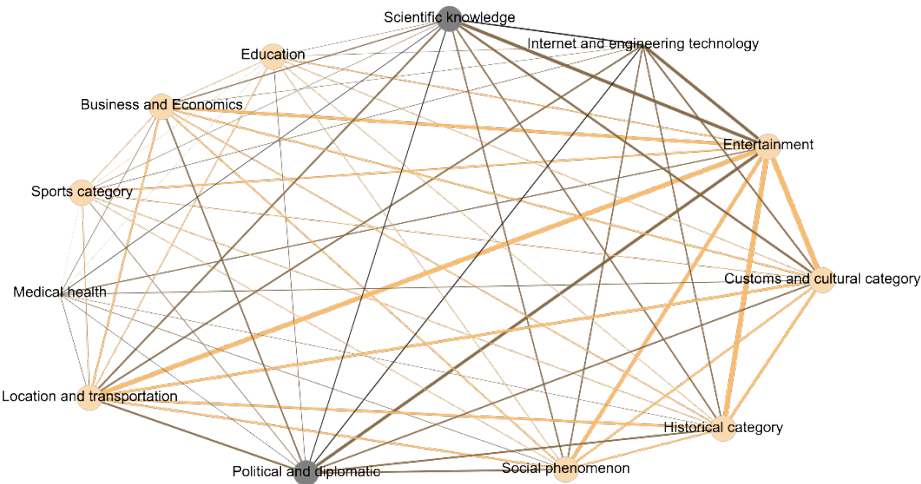 Scientific knowledge
Internet and engineering technology
Education
Business and Economics
Entertainment
Sports category
Customs and cultural category
Medical health
Location and transportation
Historical category
Social phenomenon
Political and diplomatic